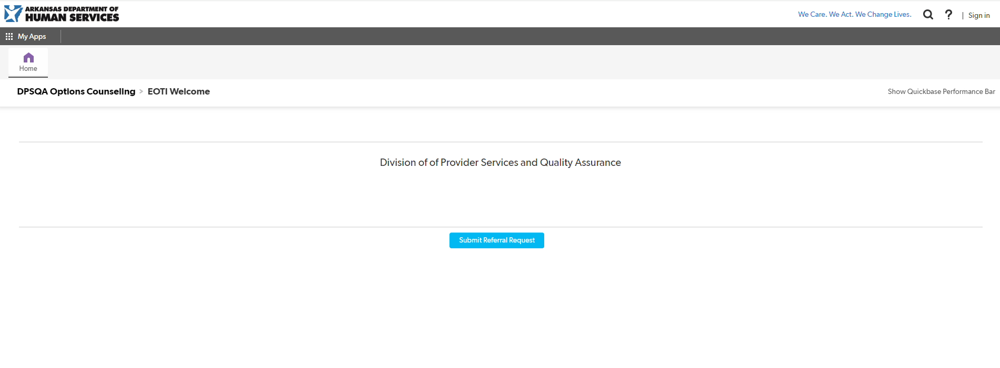 ARKANSAS DEPARTMENT OF
HUMAN SERVICES
We Care. We Act. We Change Lives.
? | Sign in
My Apps
Home
DPSQA Options Counseling > EOTI Welcome
Show Quickbase Performance Bar
Division of of Provider Services and Quality Assurance
Submit Referral Request